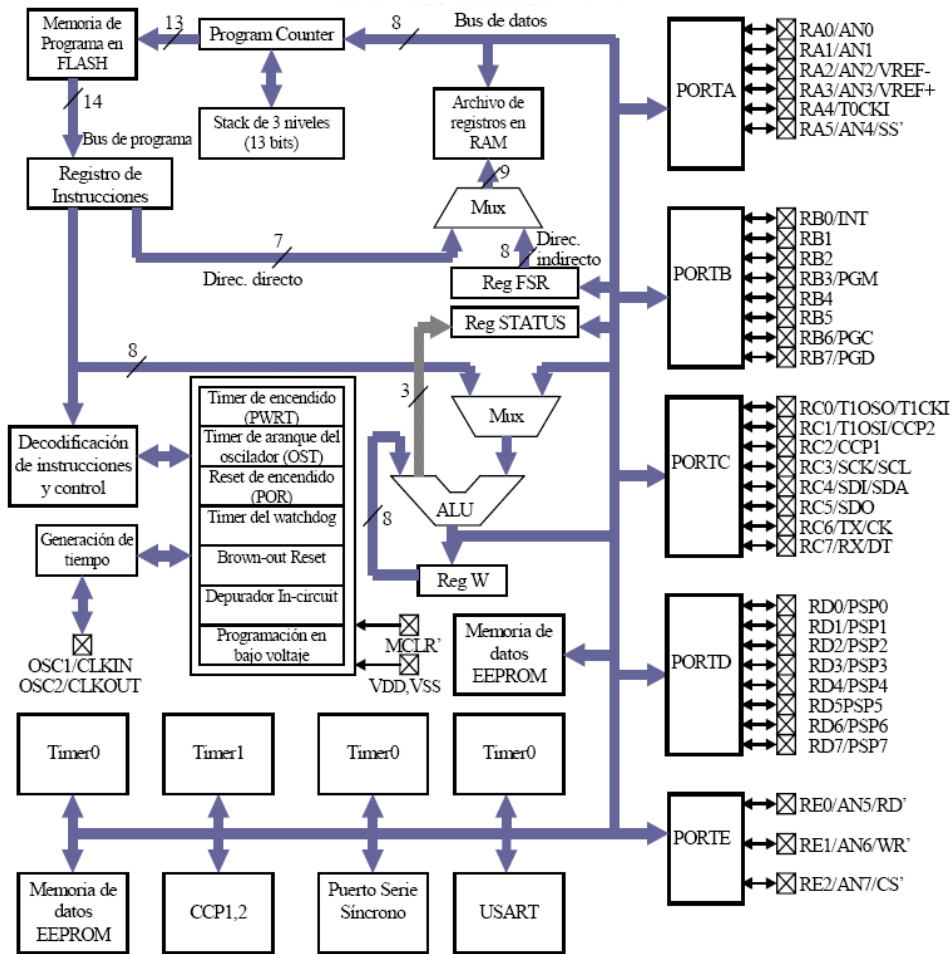 Memoria de
Programa en
FLASH
13
Program Counter
8
Bus de datos
14
Stack de 3 niveles
(13 bits)
Archivo de
registros en
RAM
Bus de programa
Registro de
Instrucciones
9
Mux
7
Direc. directo
8
Direc.
indirecto
Reg FSR
Reg STATUS
8
3
Mux
Timer de encendido
(PWRT)
Timer de aranque del
oscilador (OST)
Reset de encendido
(POR)
Timer del watchdog
Brown-out Reset
Depurador In-circuit
Programación en
bajo voltaje
Decodificación
de instrucciones
y control
ALU
8
Reg W
Generación de
tiempo
OSC1/CLKIN
OSC2/CLKOUT
MCLR'
VDD,VSS
Memoria de
datos
EEPROM
Timer0
Timer1
Timer0
Timer0
Memoria de
datos
EEPROM
CCP1,2
Puerto Serie
Síncrono
USART
PORTA
RA0/AN0
RA1/AN1
RA2/AN2/VREF-
RA3/AN3/VREF+
RA4/T0CKI
RA5/AN4/SS'
PORTB
RB0/INT
RB1
RB2
RB3/PGM
RB4
RB5
RB6/PGC
RB7/PGD
PORTC
RC0/T1OSO/T1CKI
RC1/T1OSI/CCP2
RC2/CCP1
RC3/SCK/SCL
RC4/SDI/SDA
RC5/SDO
RC6/TX/CK
RC7/RX/DT
PORTD
RD0/PSP0
RD1/PSP1
RD2/PSP2
RD3/PSP3
RD4/PSP4
RD5PSP5
RD6/PSP6
RD7/PSP7
PORTE
RE0/AN5/RD'
RE1/AN6/WR'
RE2/AN7/CS'